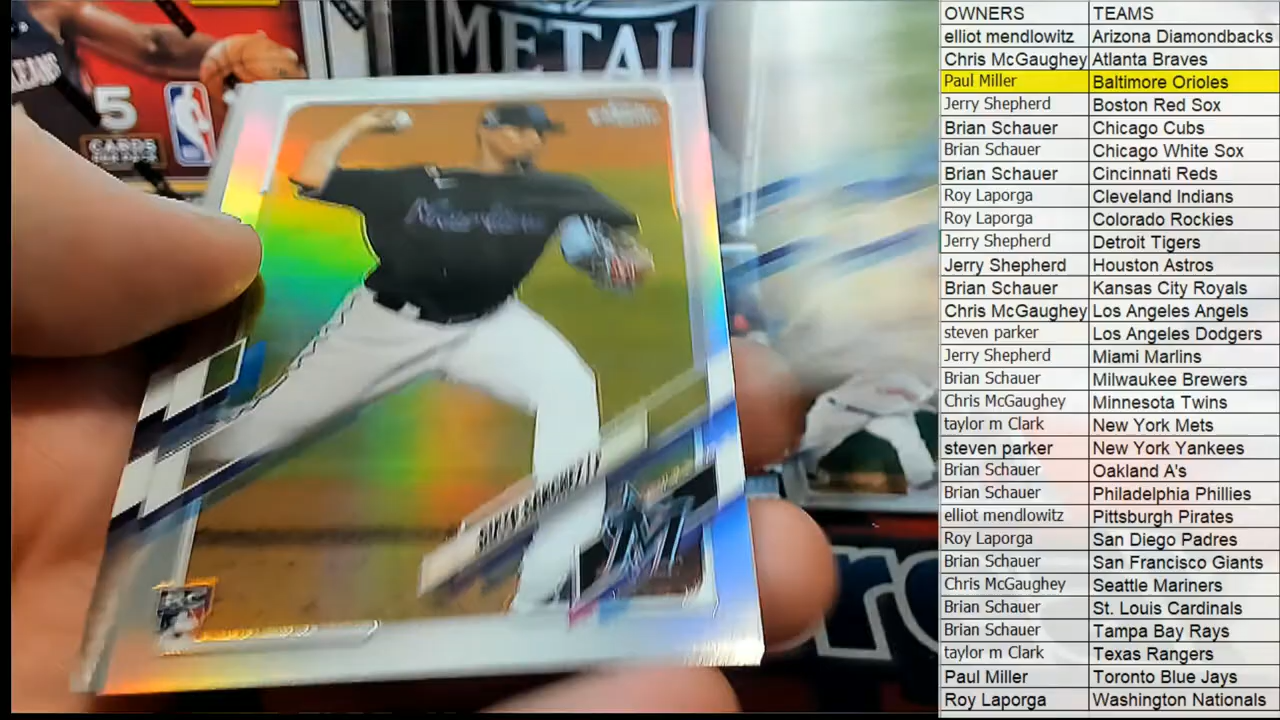 METAL
5
CARDS
NBA
SIXTO SANCHEZ
M
RC
OWNERS TEAMS
elliot mendlowitz Arizona Diamondbacks
Chris McGaughey Atlanta Braves
Paul Miller Baltimore Orioles
Jerry Shepherd Boston Red Sox
Brian Schauer Chicago Cubs
Brian Schauer Chicago White Sox
Brian Schauer Cincinnati Reds
Roy Laporga Cleveland Indians
Roy Laporga Colorado Rockies
Jerry Shepherd Detroit Tigers
Jerry Shepherd Houston Astros
Brian Schauer Kansas City Royals
Chris McGaughey Los Angeles Angels
steven parker Los Angeles Dodgers
Jerry Shepherd Miami Marlins
Brian Schauer Milwaukee Brewers
Chris McGaughey Minnesota Twins
taylor m Clark New York Mets
steven parker New York Yankees
Brian Schauer Oakland A's
Brian Schauer Philadelphia Phillies
elliot mendlowitz Pittsburgh Pirates
Roy Laporga San Diego Padres
Brian Schauer San Francisco Giants
Chris McGaughey Seattle Mariners
Brian Schauer St. Louis Cardinals
Brian Schauer Tampa Bay Rays
taylor m Clark Texas Rangers
Paul Miller Toronto Blue Jays
Roy Laporga Washington Nationals